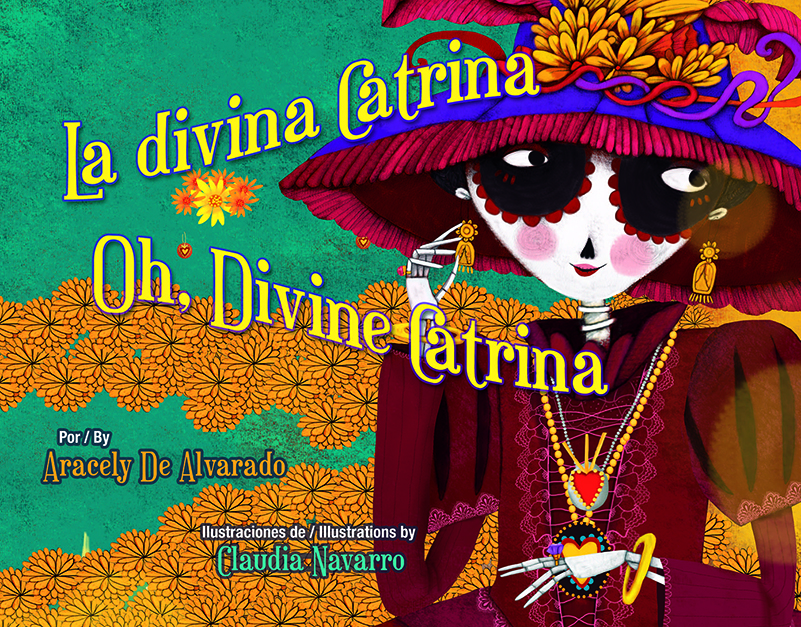 La divina Catrina
Oh, Divine Catrina
Por / By
Aracely De Alvarado
Ilustraciones de / Illustrations by
Claudia Navarro